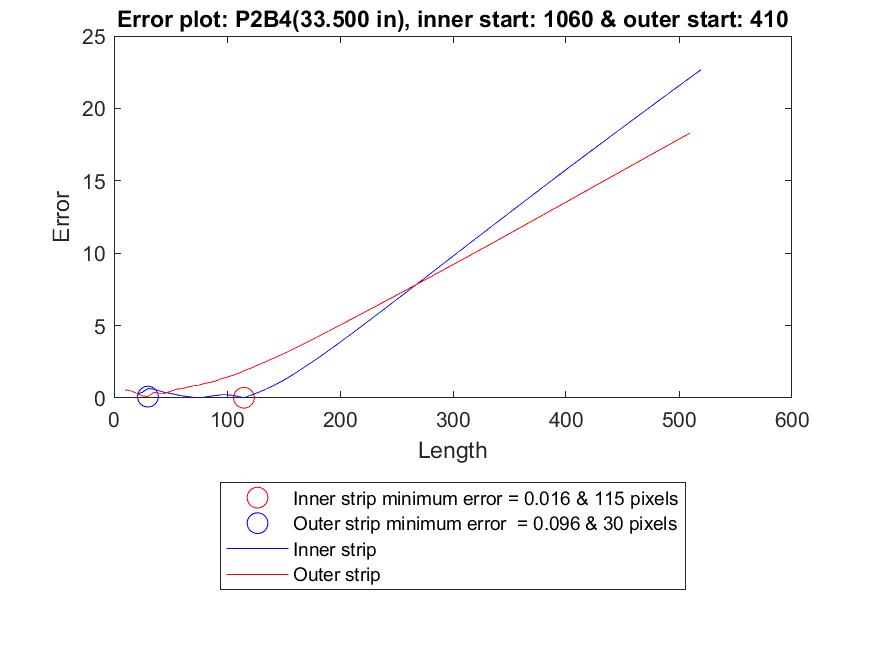 Error plot: P2B4(33.500 in), inner start: 1060 & outer start: 410
25
20
15
10
5
0
Error
0 100 200 300 400 500 600
Length
Inner strip minimum error = 0.016 & 115 pixels
Outer strip minimum error  = 0.096 & 30 pixels
Inner strip
Outer strip